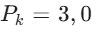 P_k = 3,0